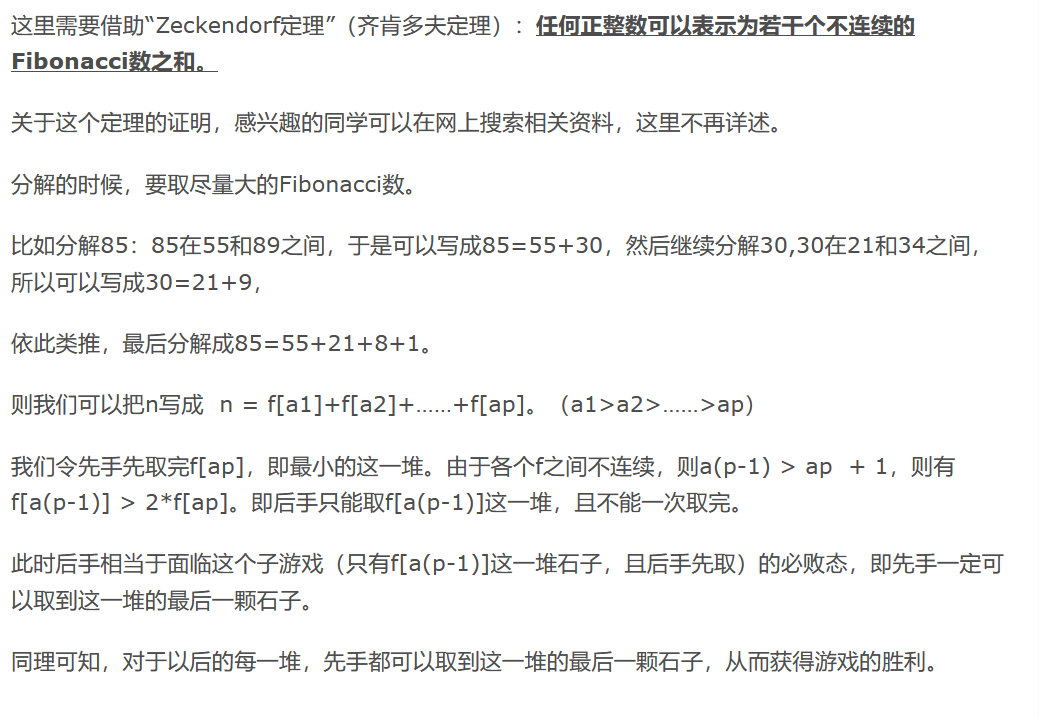 这里需要借助“Zeckendorf定理”（齐肯多夫定理）：任何正整数可以表示为若干个不连续的
Fibonacci数之和。
关于这个定理的证明，感兴趣的同学可以在网上搜索相关资料，这里不再详述。
分解的时候，要取尽量大的Fibonacci数。
比如分解85：85在55和89之间，于是可以写成85=55+30，然后继续分解30,30在21和34之间，
所以可以写成30=21+9，
依此类推，最后分解成85=55+21+8+1。
则我们可以把n写成  n = f[a1]+f[a2]+……+f[ap]。（a1>a2>……>ap）
我们令先手先取完f[ap]，即最小的这一堆。由于各个f之间不连续，则a(p-1) > ap  + 1，则有
f[a(p-1)] > 2*f[ap]。即后手只能取f[a(p-1)]这一堆，且不能一次取完。
此时后手相当于面临这个子游戏（只有f[a(p-1)]这一堆石子，且后手先取）的必败态，即先手一定可
以取到这一堆的最后一颗石子。
同理可知，对于以后的每一堆，先手都可以取到这一堆的最后一颗石子，从而获得游戏的胜利。